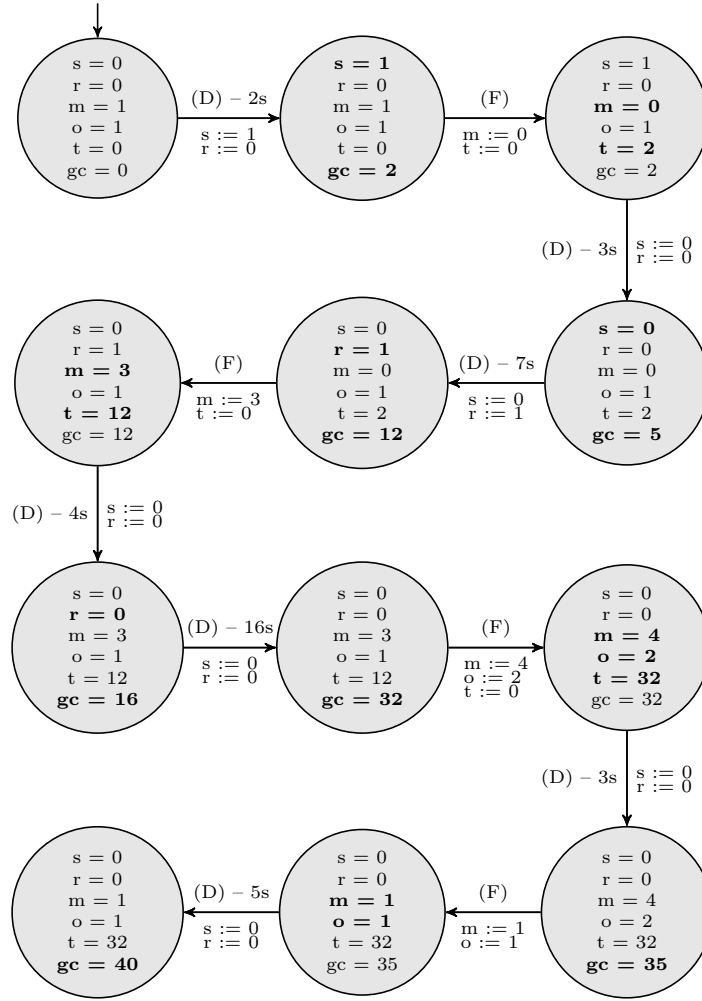 s = 0
r = 0
m = 1
o = 1
t = 0
gc = 0
(D) – 2s
s := 1
r := 0
s = 1
r = 0
m = 1
o = 1
t = 0
gc = 2
(F)
m := 0
t := 0
s = 1
r = 0
m = 0
o = 1
t = 2
gc = 2
(D) – 3s
s := 0
r := 0
s = 0
r = 0
m = 0
o = 1
t = 2
gc = 5
(D) – 7s
s := 0
r := 1
s = 0
r = 1
m = 0
o = 1
t = 2
gc = 12
(F)
m := 3
t := 0
s = 0
r = 1
m = 3
o = 1
t = 12
gc = 12
(D) – 4s
s := 0
r := 0
s = 0
r = 0
m = 3
o = 1
t = 12
gc = 16
(D) – 16s
s := 0
r := 0
s = 0
r = 0
m = 3
o = 1
t = 12
gc = 32
(F)
m := 4
o := 2
t := 0
s = 0
r = 0
m = 4
o = 2
t = 32
gc = 32
(D) – 3s
s := 0
r := 0
s = 0
r = 0
m = 4
o = 2
t = 32
gc = 35
(F)
m := 1
o := 1
s = 0
r = 0
m = 1
o = 1
t = 32
gc = 35
(D) – 5s
s := 0
r := 0
s = 0
r = 0
m = 1
o = 1
t = 32
gc = 40